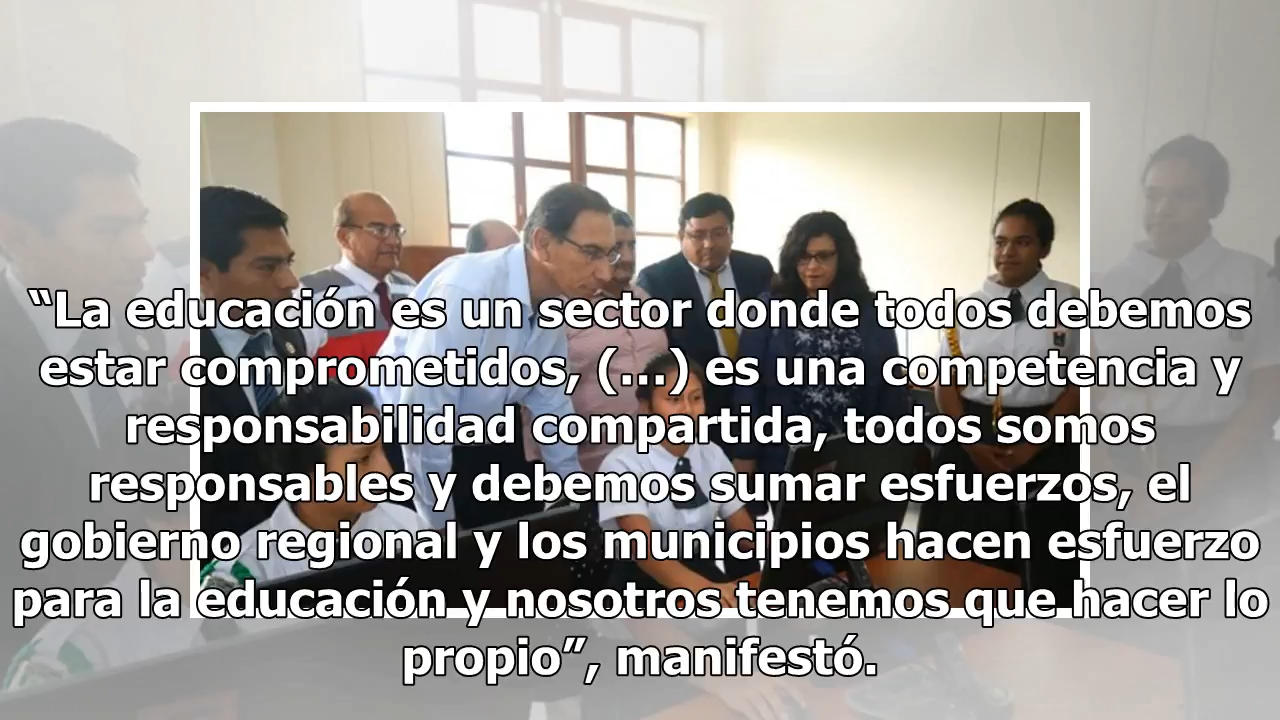 “La educación es un sector donde todos debemos
estar comprometidos, (...) es una competencia y
responsabilidad compartida, todos somos
responsables y debemos sumar esfuerzos, el
gobierno regional y los municipios hacen esfuerzo
para la educación y nosotros tenemos que hacer lo
propio”, manifestó.